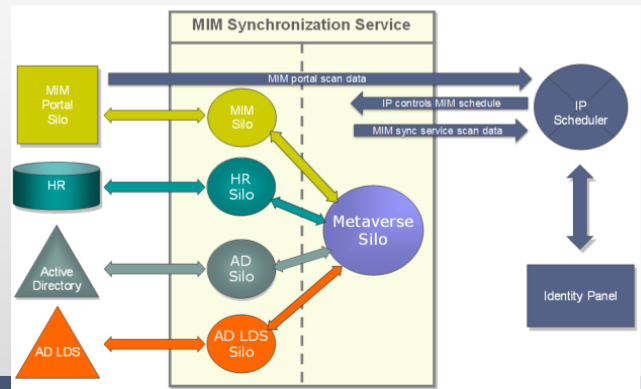 MIM Synchronization Service
MIM portal scan data
MIM
Portal
Silo
MIM
Silo
IP controls MIM schedule
IP
Scheduler
MIM sync service scan data
HR
HR
Silo
Metaverse
Silo
Active
Directory
AD
Silo
Identity Panel
AD LDS
AD LDS
Silo